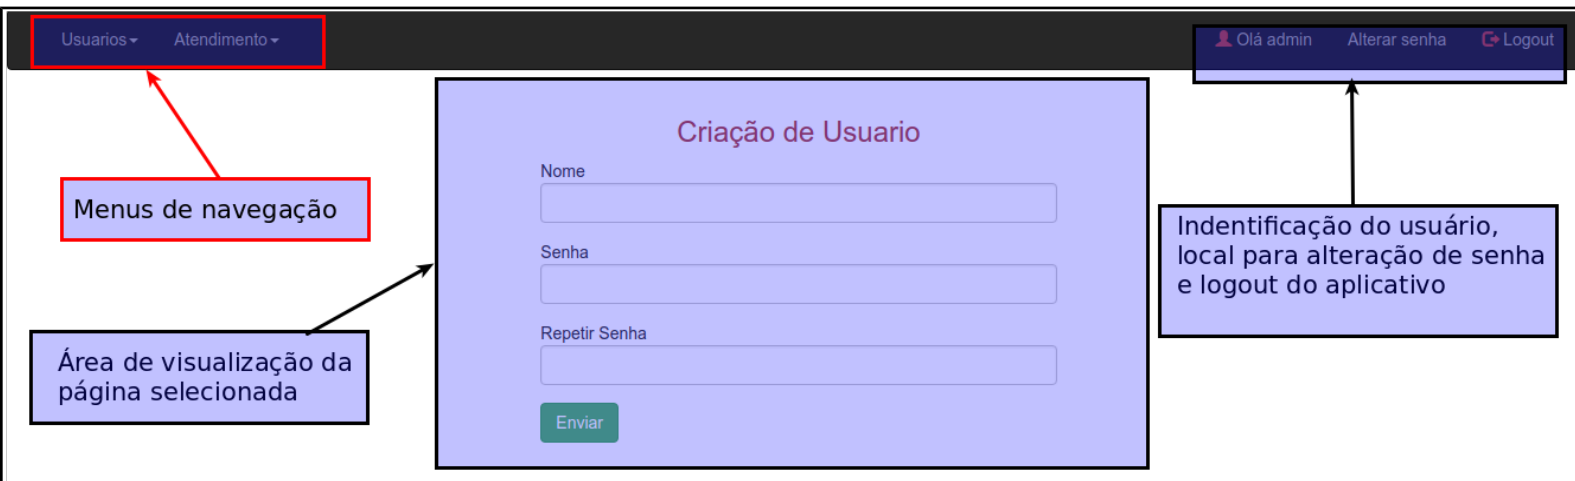 Usuarios Atendimento Olá admin Alterar senha Logout
Criação de Usuario
Nome
Menus de navegação
Indentificação do usuário,
local para alteração de senha
e logout do aplicativo
Senha
Repetir Senha
Área de visualização da
página selecionada
Enviar